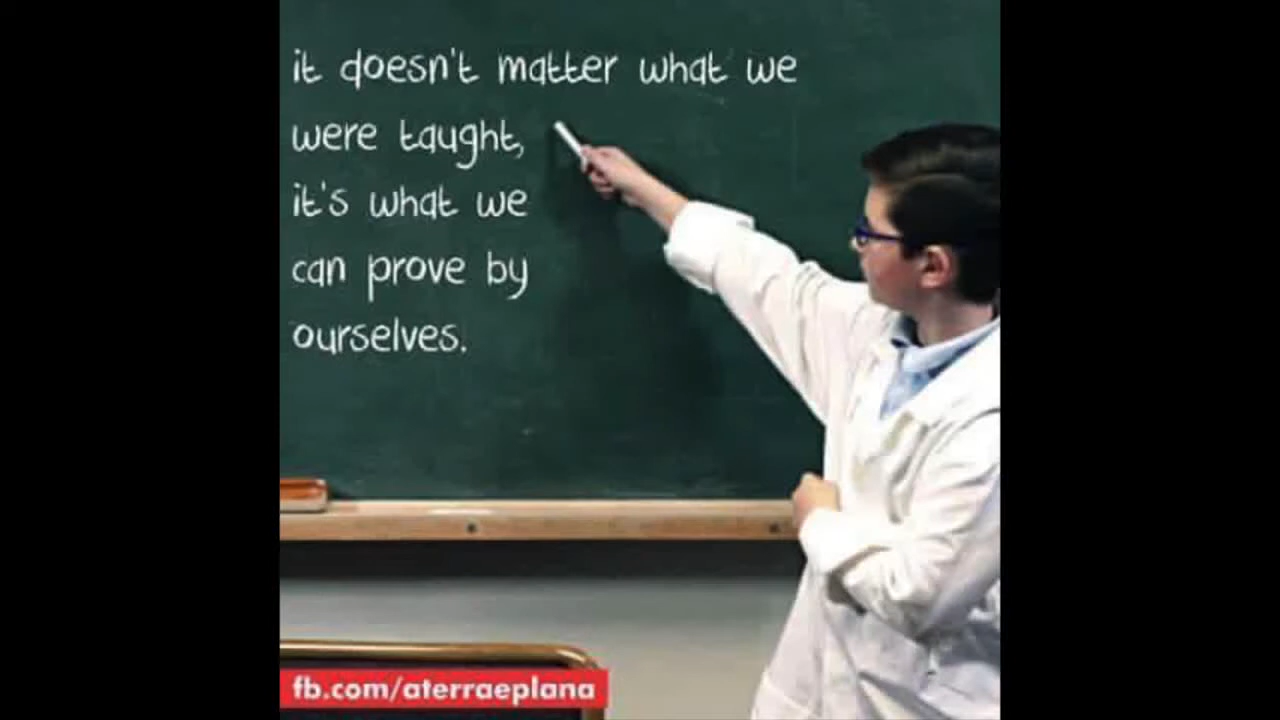 it doesn't matter what we
were taught,
it's what we
can prove by
ourselves.
fb.com/aterraeplana